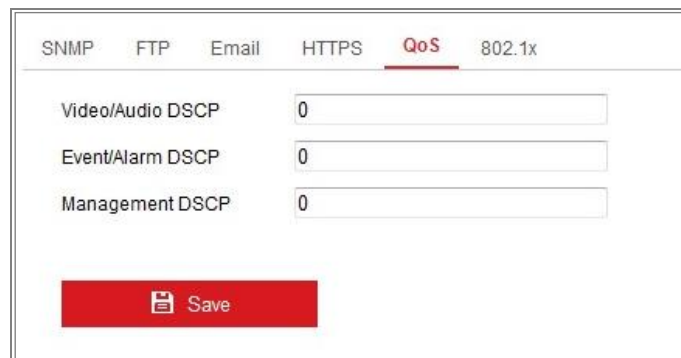 SNMP FTP Email HTTPS QoS 802.1x
Video/Audio DSCP 0
Event/Alarm DSCP 0
Management DSCP 0
Save